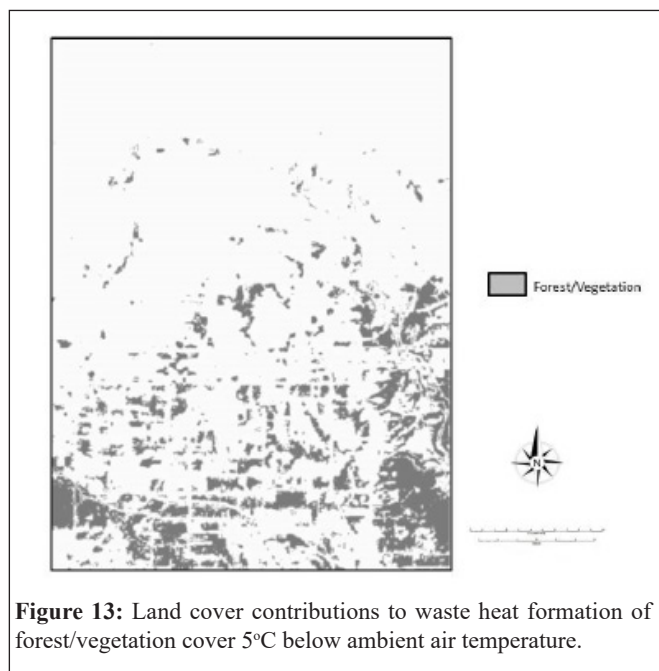 Forest/Vegetation
N
Figure 13: Land cover contributions to waste heat formation of
forest/vegetation cover 5°C below ambient air temperature.